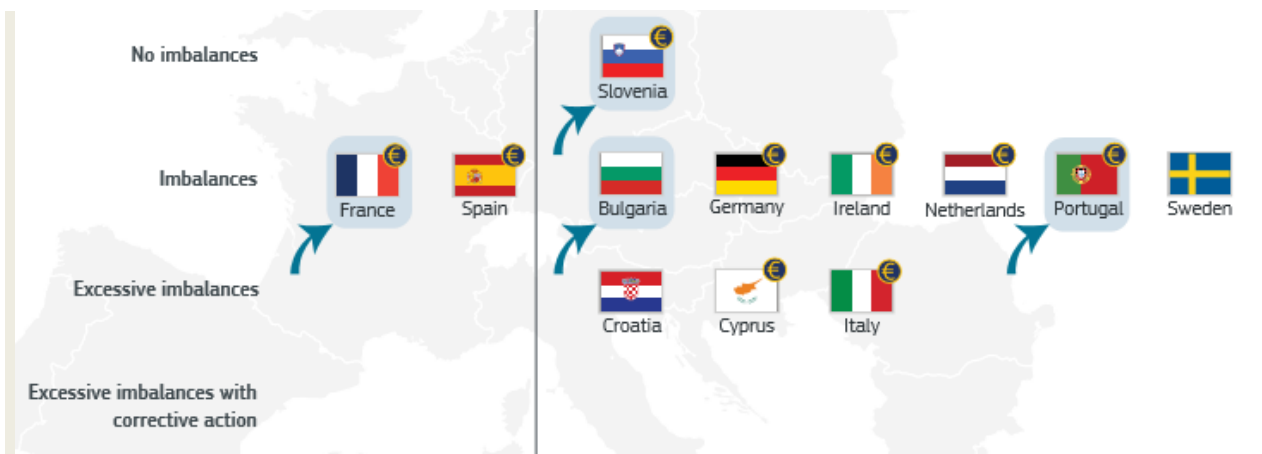 No imbalances
Slovenia
Imbalances
France
Spain
Bulgaria
Germany
Ireland
Netherlands
Portugal
Sweden
Excessive imbalances
Croatia
Cyprus
Italy
Excessive imbalances with
corrective action